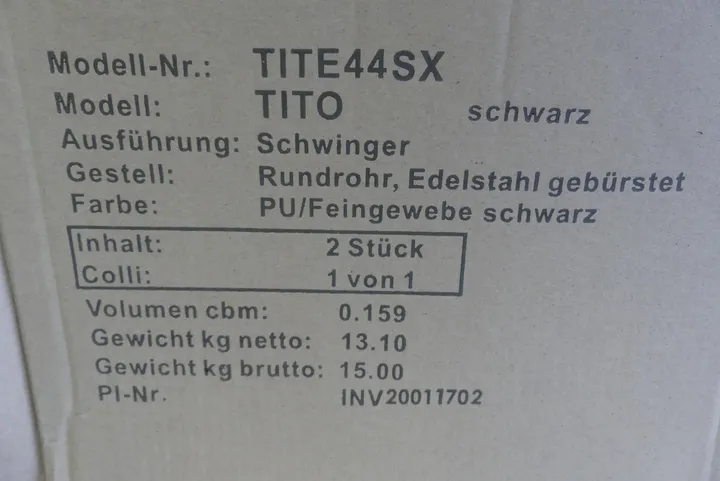 Modell-Nr.: TITE44SX
Modell: TITO schwarz
Ausführung: Schwinger
Gestell: Rundrohr, Edelstahl gebürstet
Farbe: PU/Feingewebe schwarz
Inhalt: 2 Stück
Colli: 1 von 1
Volumen cbm: 0.159
Gewicht kg netto: 13.10
Gewicht kg brutto: 15.00
PI-Nr. INV20011702